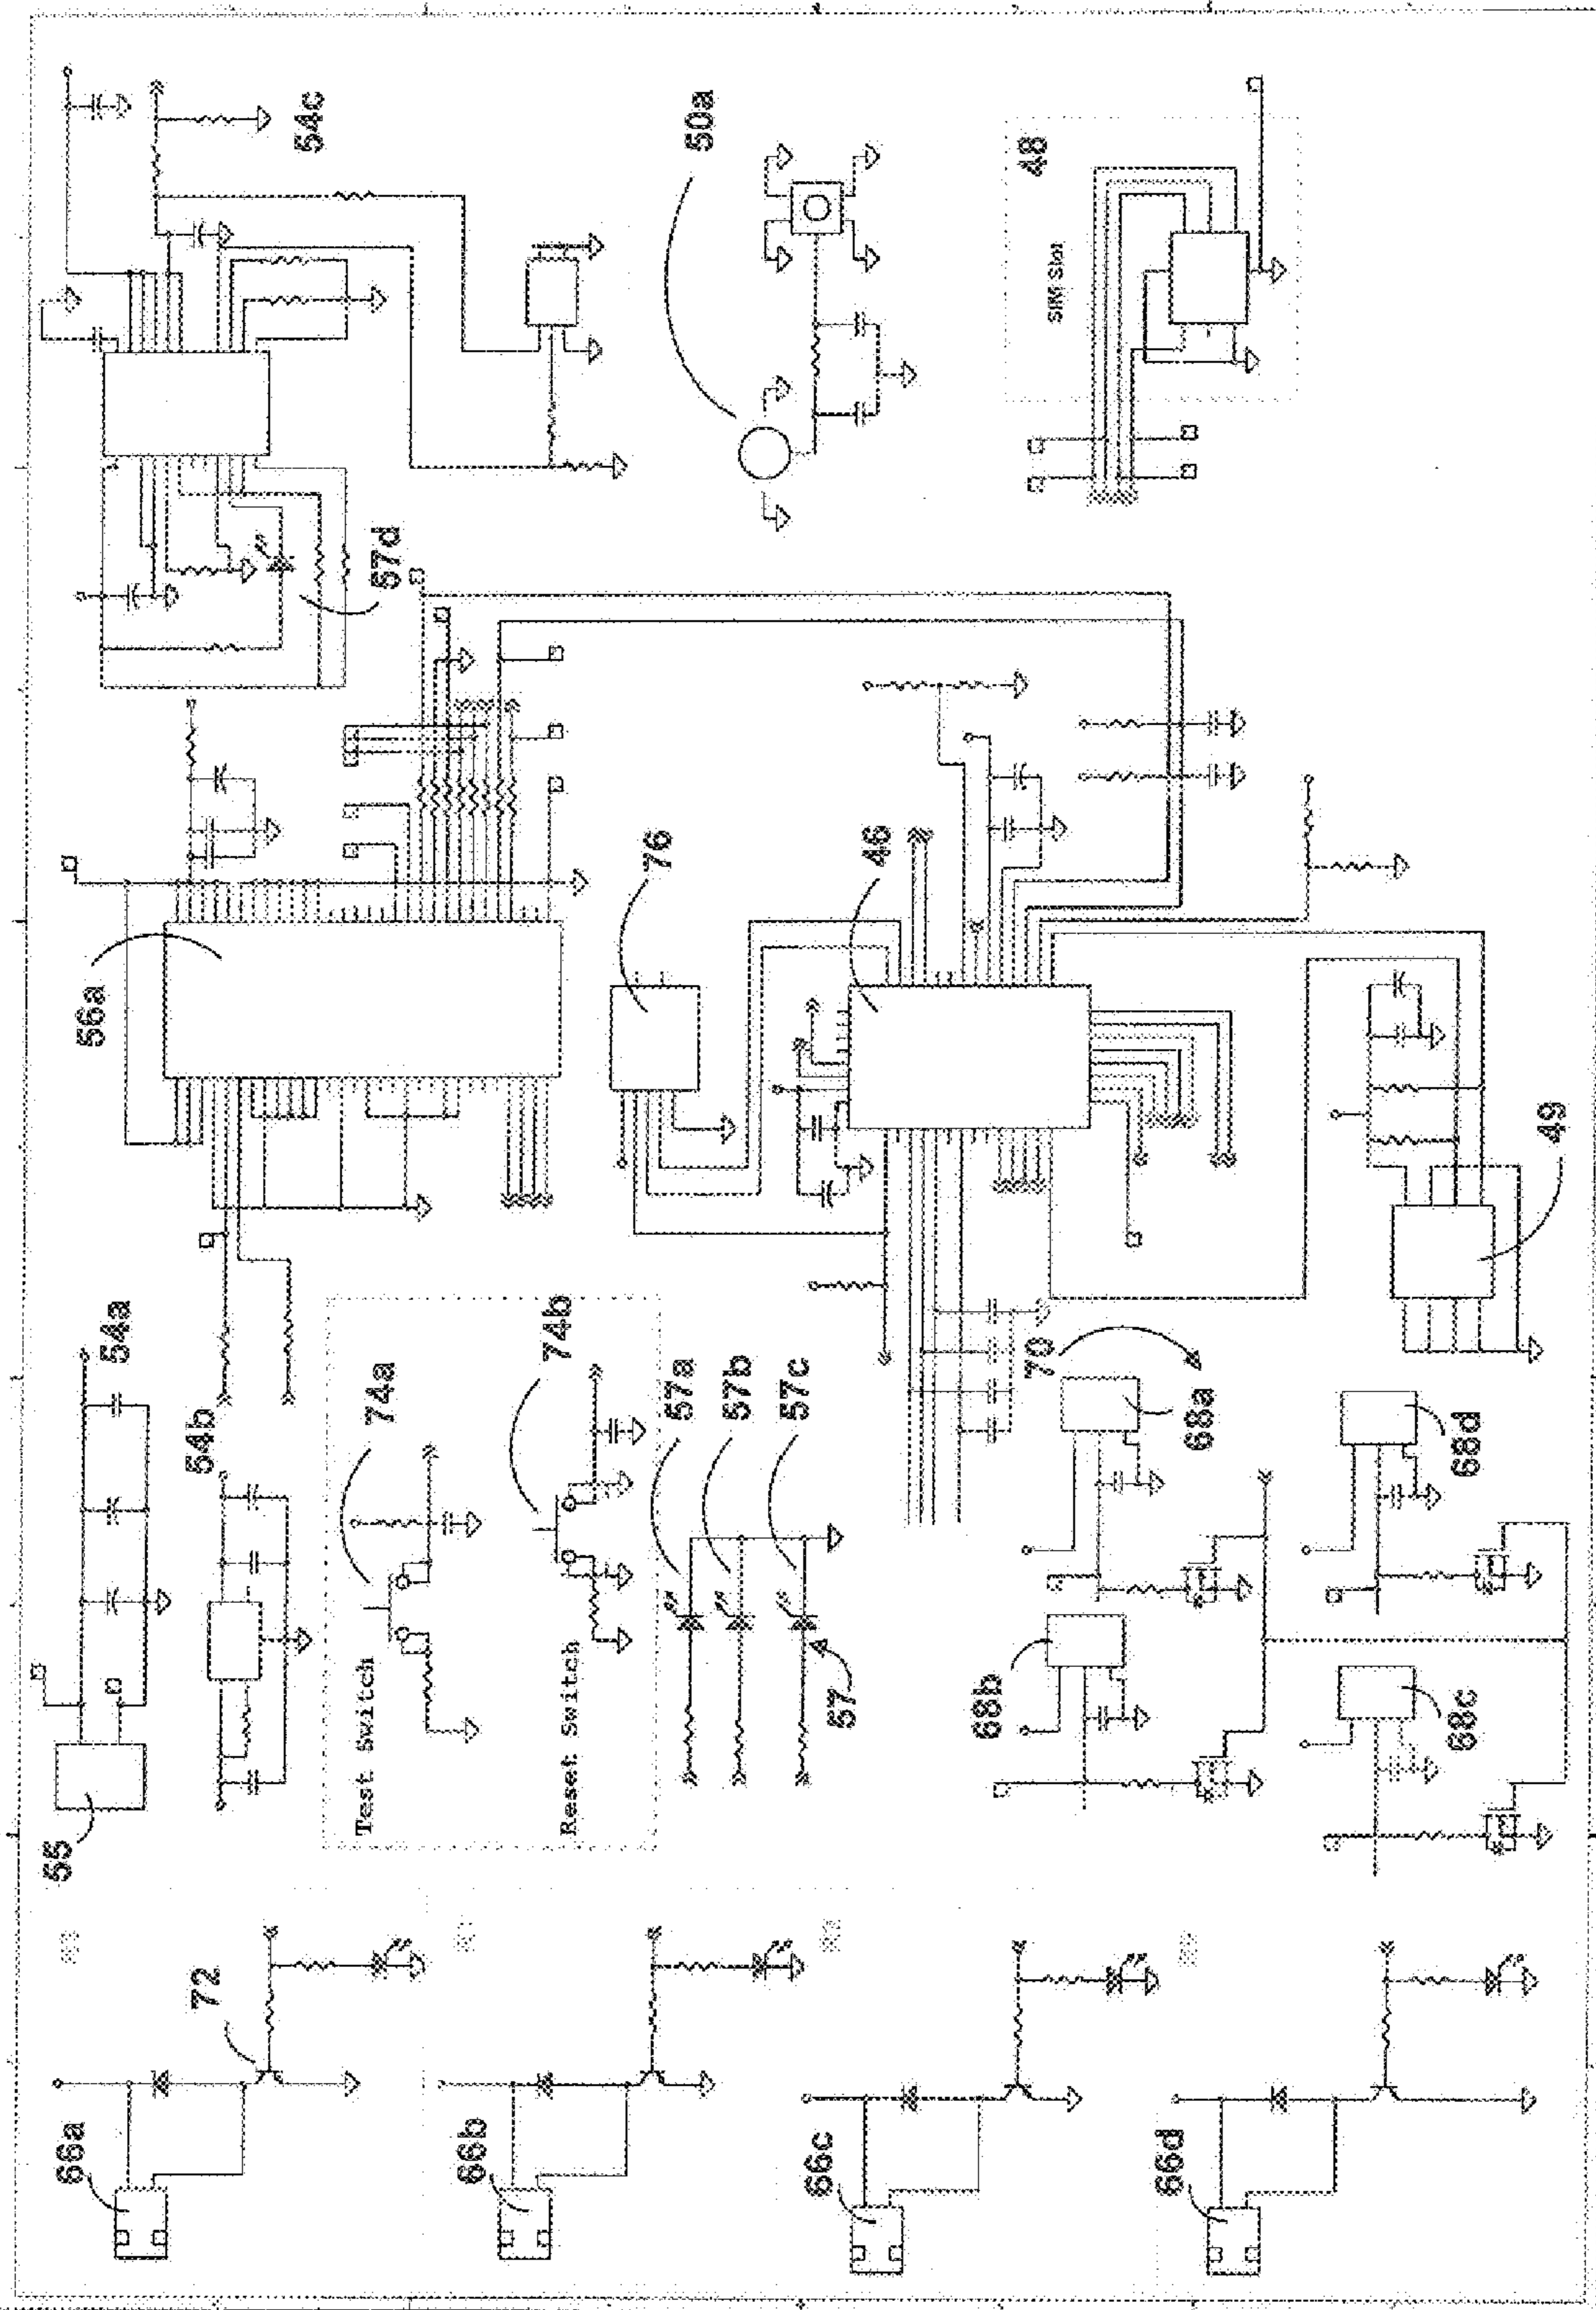 66a
72
66b
66c
66d
55
54a
54b
Test Switch
74a
Reset Switch
74b
57a
57b
57c
57
68b
68a
70
68c
68d
56a
76
46
49
57d
54c
50a
48
SIM Slot